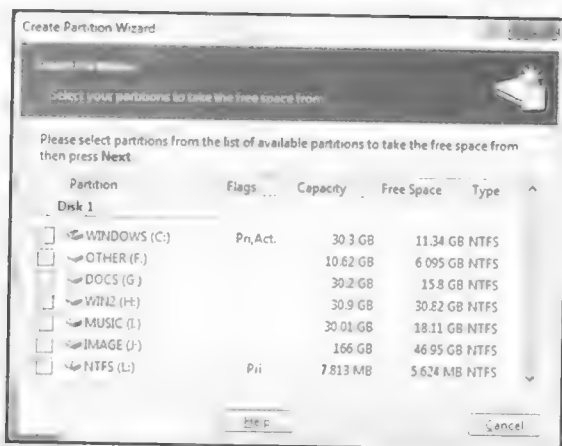 Create Partition Wizard
Select your partitions to take the free space from
Please select partitions from the list of available partitions to take the free space from
then press Next
Partition Flags Capacity Free Space Type
Disk 1
WINDOWS (C:) Pri,Act. 30.3 GB 11.34 GB NTFS
OTHER (F:) 10.62 GB 6.095 GB NTFS
DOCS (G:) 30.2 GB 15.8 GB NTFS
WIN2 (H:) 30.9 GB 30.82 GB NTFS
MUSIC (I:) 30.01 GB 18.11 GB NTFS
IMAGE (J:) 166 GB 46.95 GB NTFS
NTFS (L:) Pri 7.813 MB 5.624 MB NTFS
Help Cancel